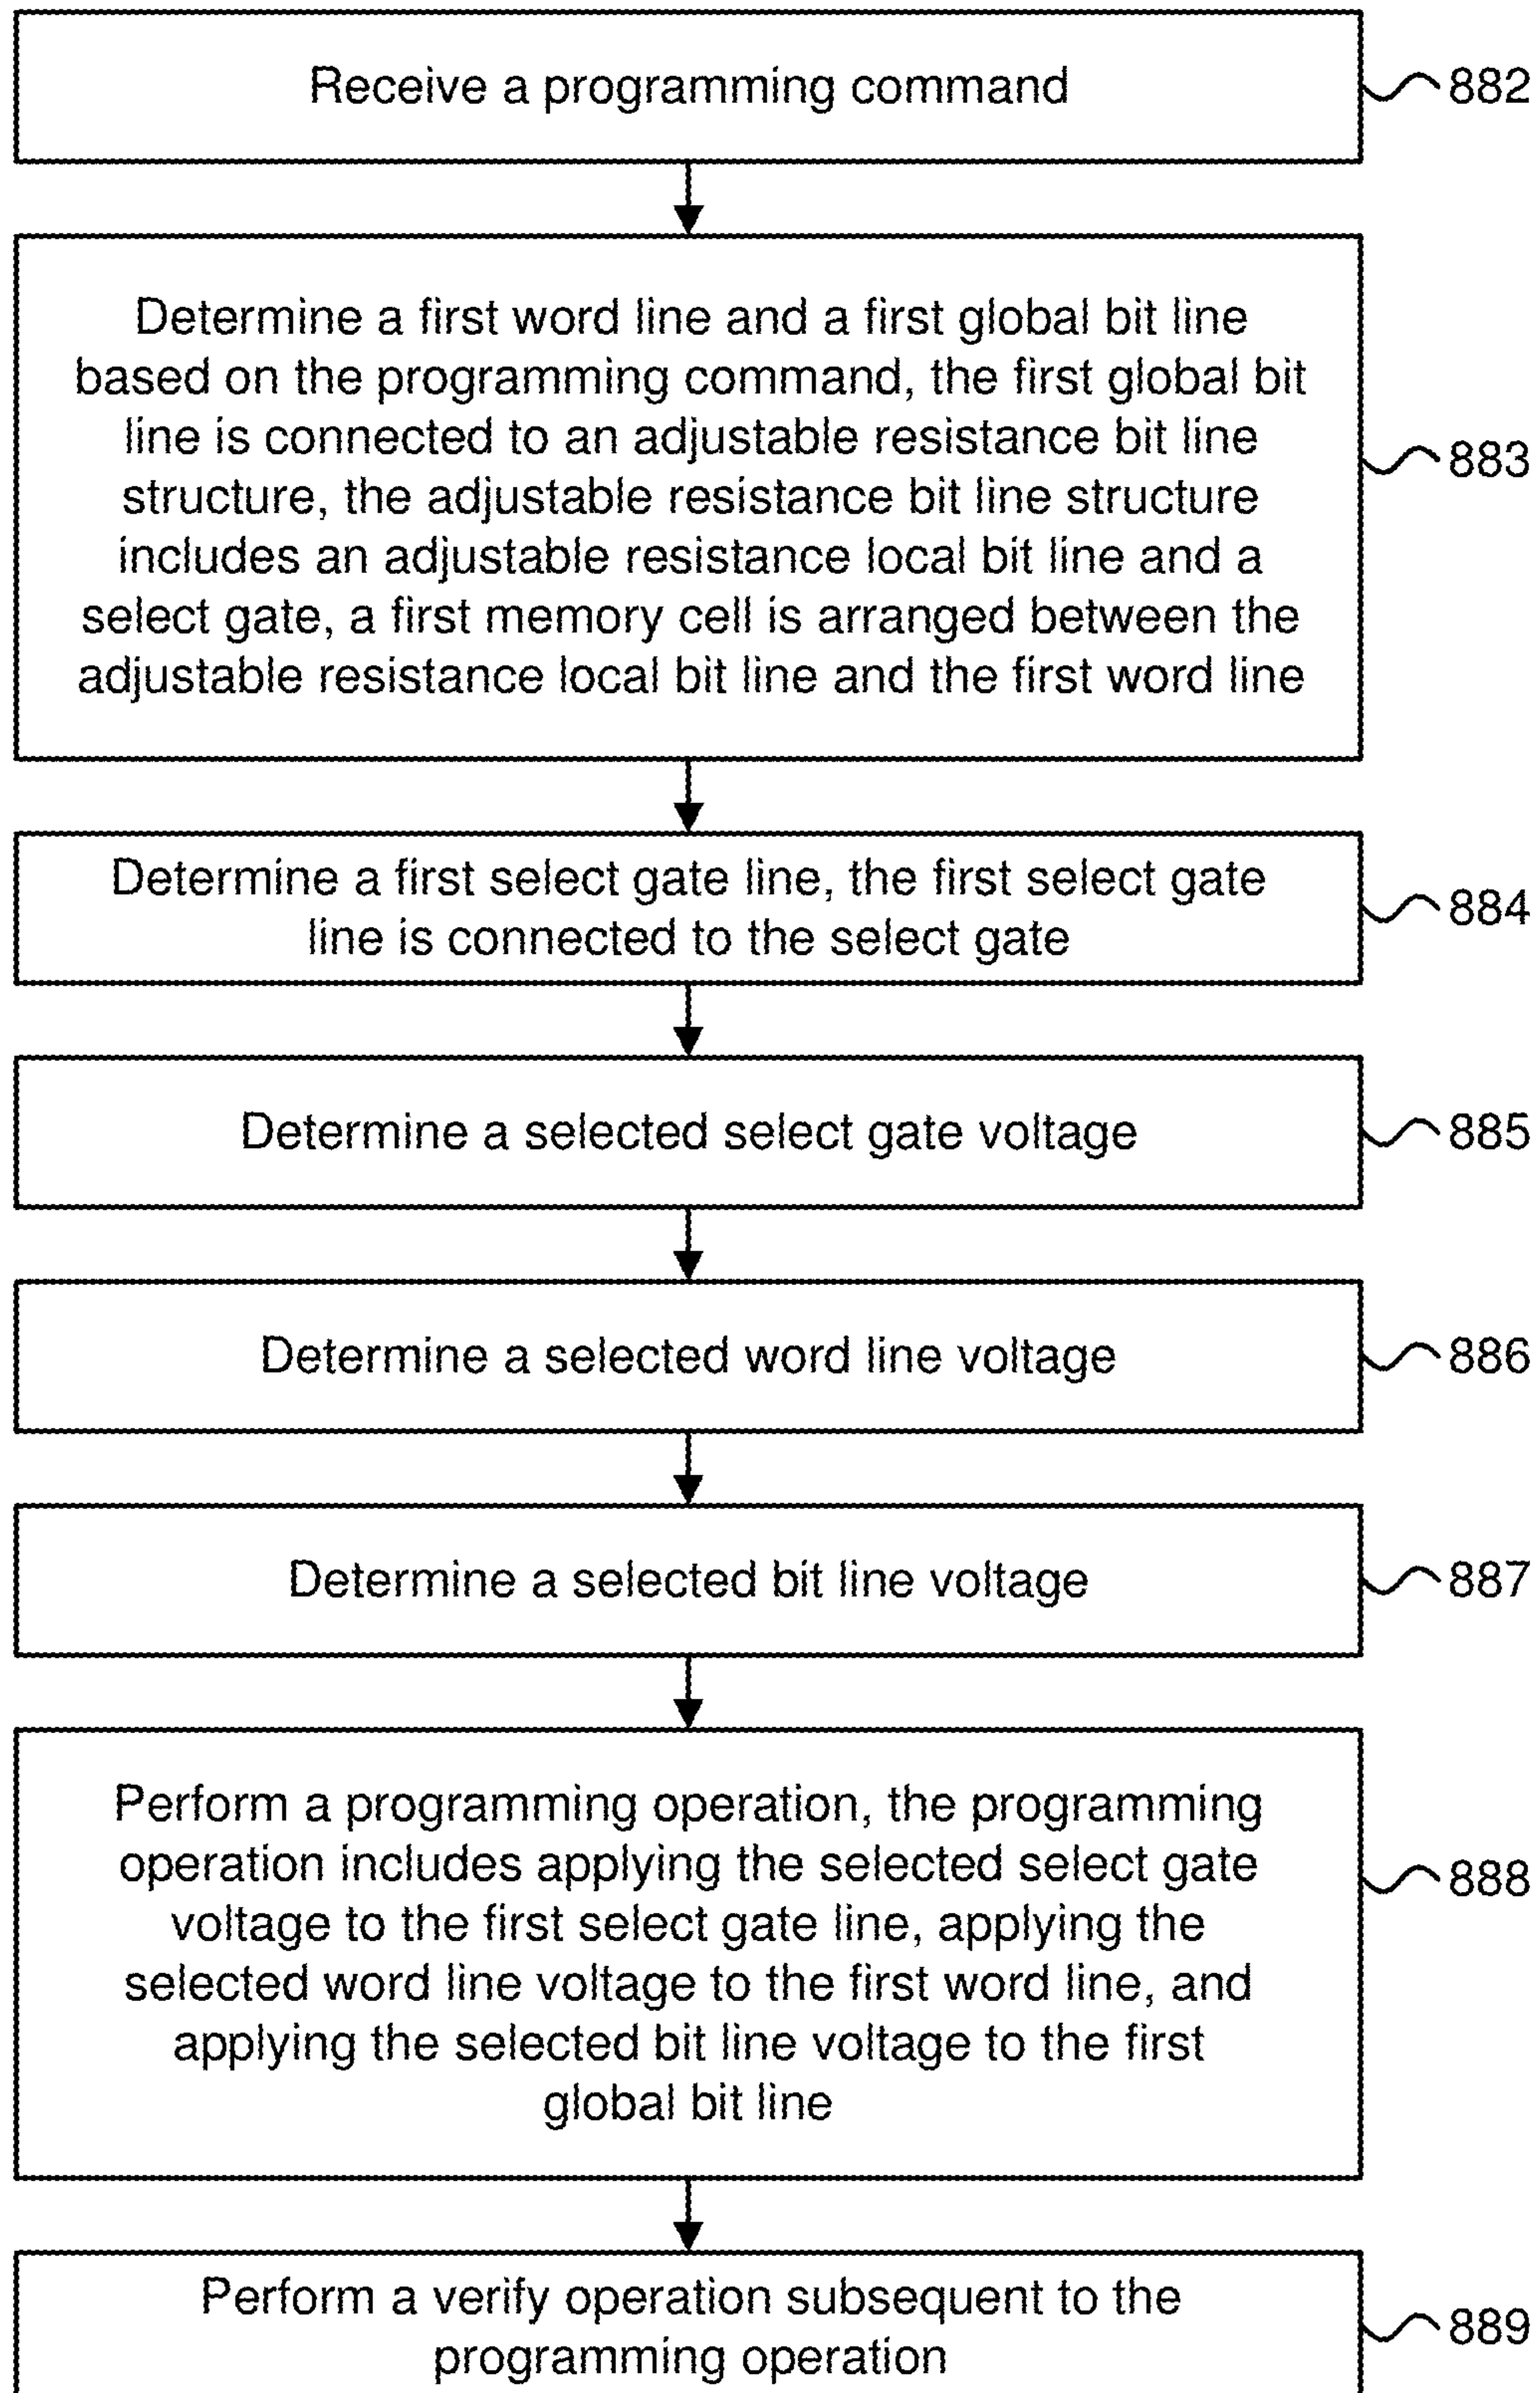 Receive a programming command
882
Determine a first word line and a first global bit line
based on the programming command, the first global bit
line is connected to an adjustable resistance bit line
structure, the adjustable resistance bit line structure
includes an adjustable resistance local bit line and a
select gate, a first memory cell is arranged between the
adjustable resistance local bit line and the first word line
883
Determine a first select gate line, the first select gate
line is connected to the select gate
884
Determine a selected select gate voltage
885
Determine a selected word line voltage
886
Determine a selected bit line voltage
887
Perform a programming operation, the programming
operation includes applying the selected select gate
voltage to the first select gate line, applying the
selected word line voltage to the first word line, and
applying the selected bit line voltage to the first
global bit line
888
Perform a verify operation subsequent to the
programming operation
889